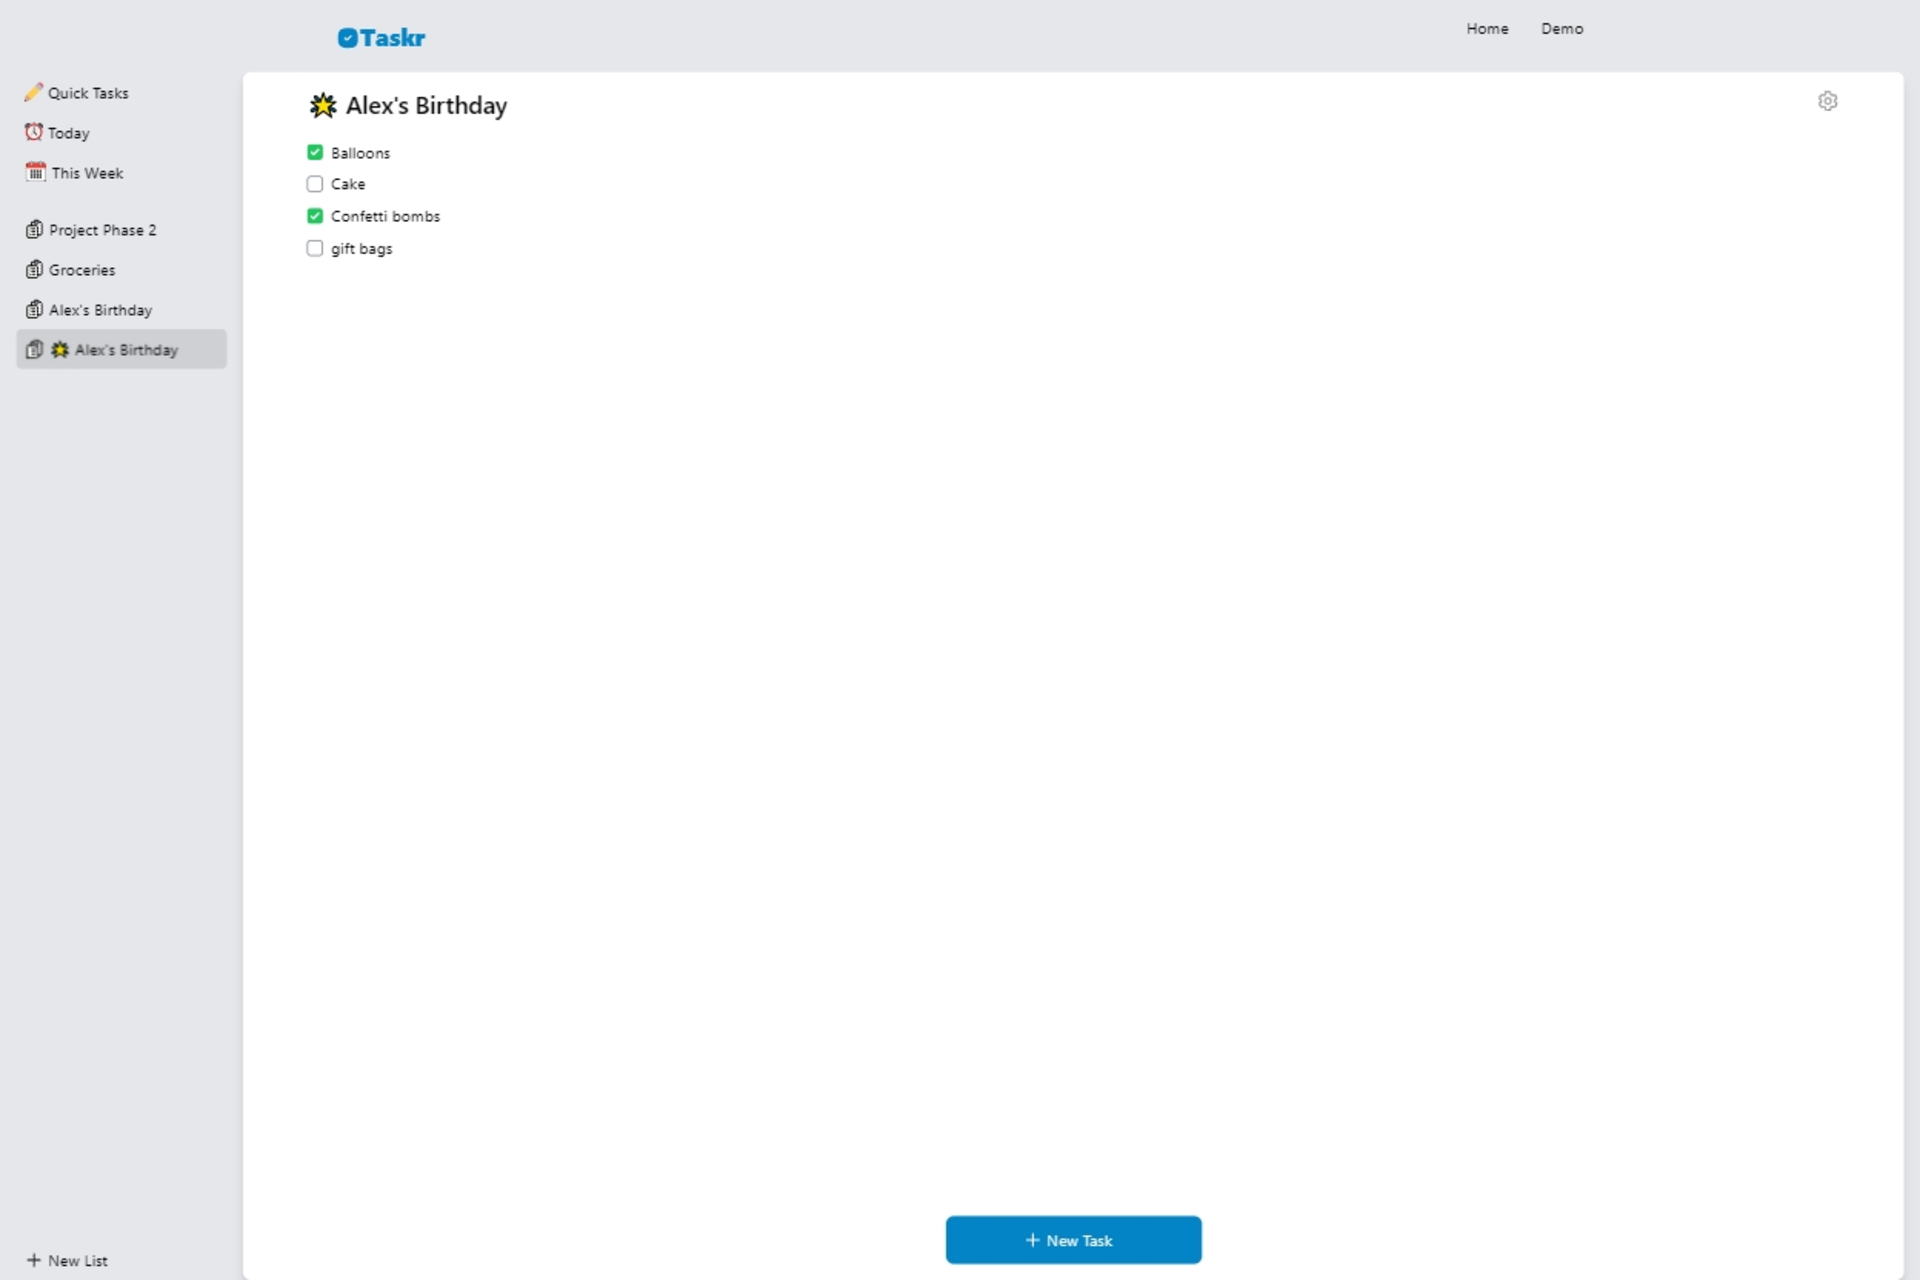 Taskr
Home
Demo
Quick Tasks
Today
This Week
Project Phase 2
Groceries
Alex's Birthday
🌟 Alex's Birthday
New List
🌟 Alex's Birthday
Balloons
Cake
Confetti bombs
gift bags
New Task